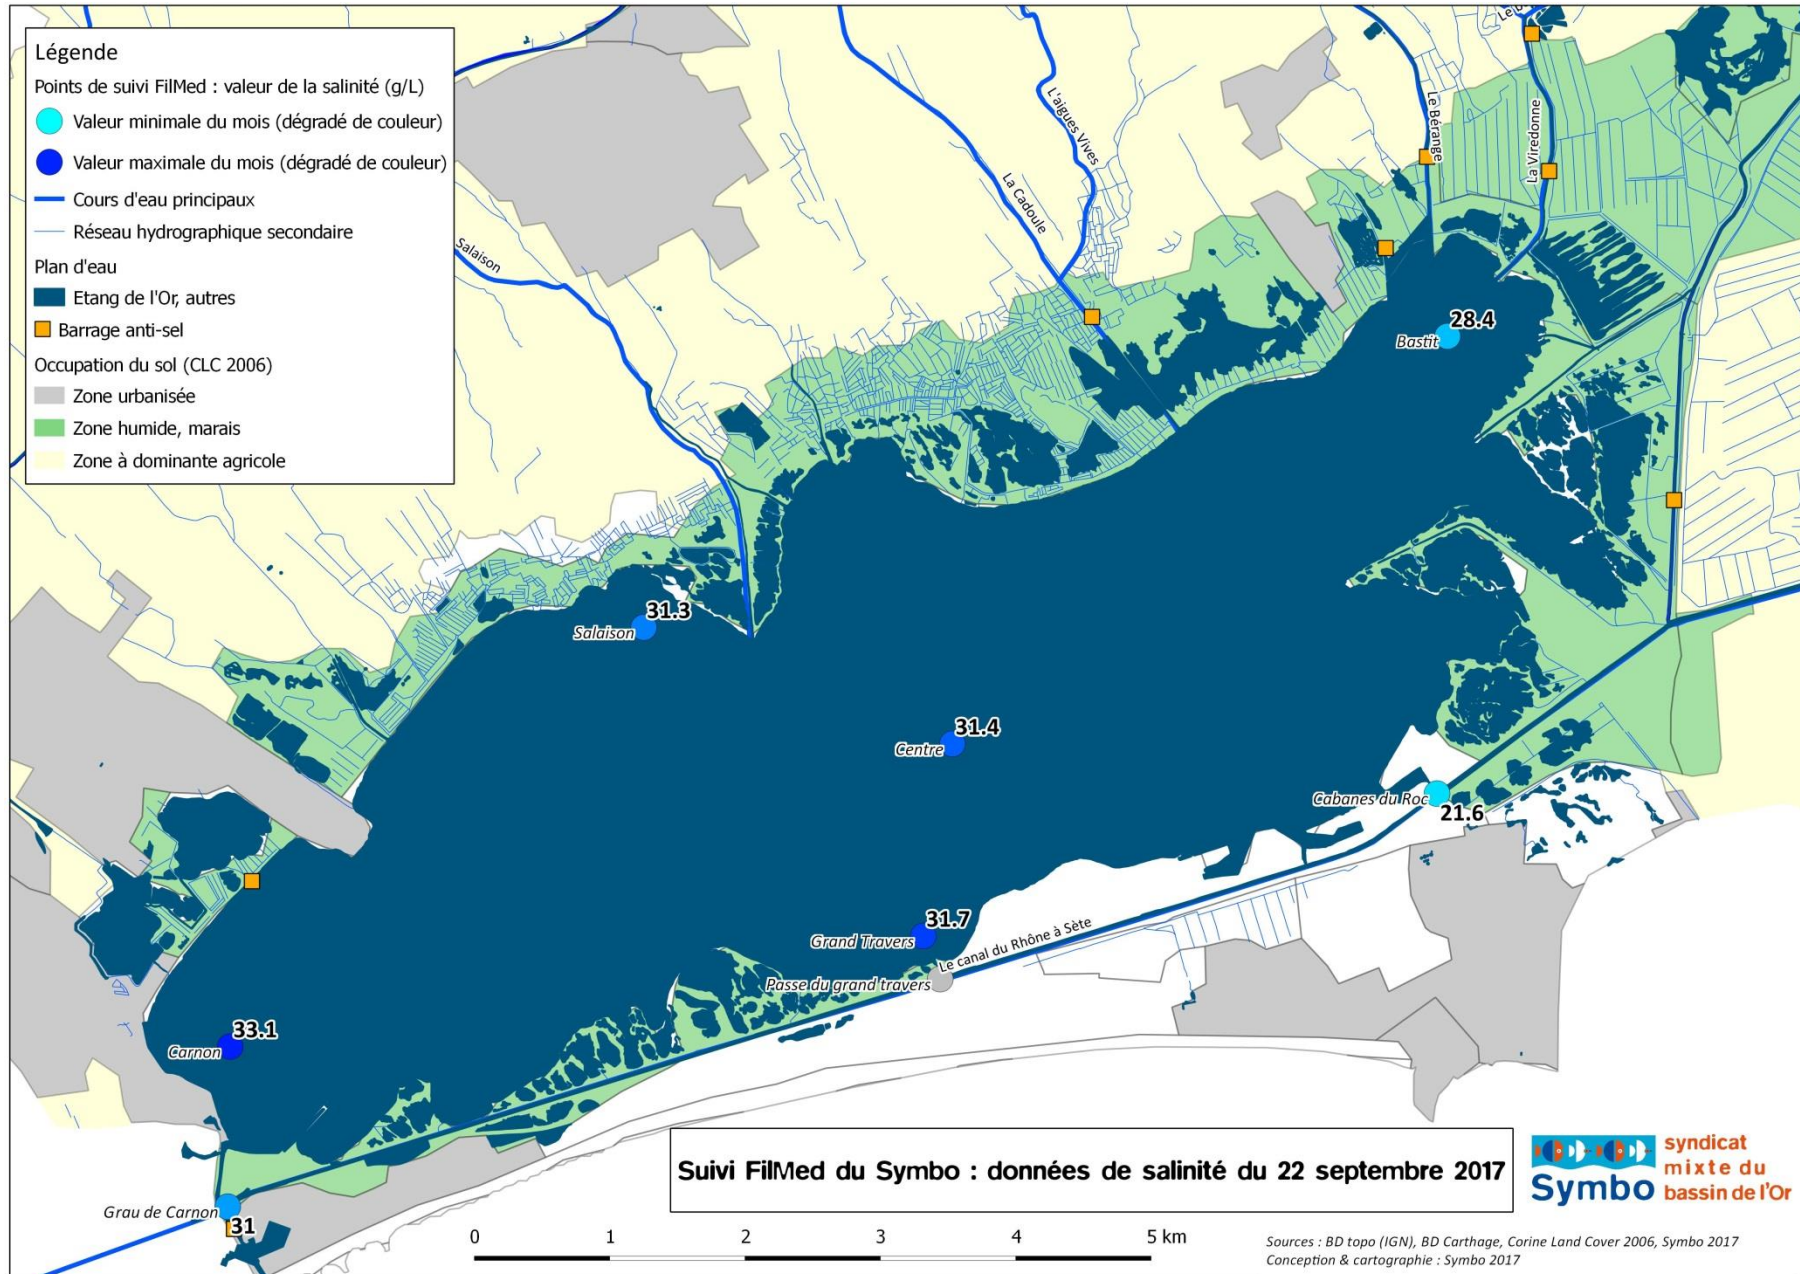 Légende
Points de suivi FilMed : valeur de la salinité (g/L)
Valeur minimale du mois (dégradé de couleur)
Valeur maximale du mois (dégradé de couleur)
Cours d'eau principaux
Réseau hydrographique secondaire
Plan d'eau
Etang de l'Or, autres
Barrage anti-sel
Occupation du sol (CLC 2006)
Zone urbanisée
Zone humide, marais
Zone à dominante agricole
Salaison
La Cadoule
L'aigues Vives
Le Bérange
La Viredonne
28.4
Bastit
31.3
Salaison
31.4
Centre
Cabanes du Roc
21.6
31.7
Grand Travers
Le canal du Rhône à Sète
Passe du grand travers
33.1
Carnon
Grau de Carnon
31
Suivi FilMed du Symbo : données de salinité du 22 septembre 2017
0 1 2 3 4 5 km
Symbo
syndicat
mixte du
bassin de l'Or
Sources : BD topo (IGN), BD Carthage, Corine Land Cover 2006, Symbo 2017
Conception & cartographie : Symbo 2017